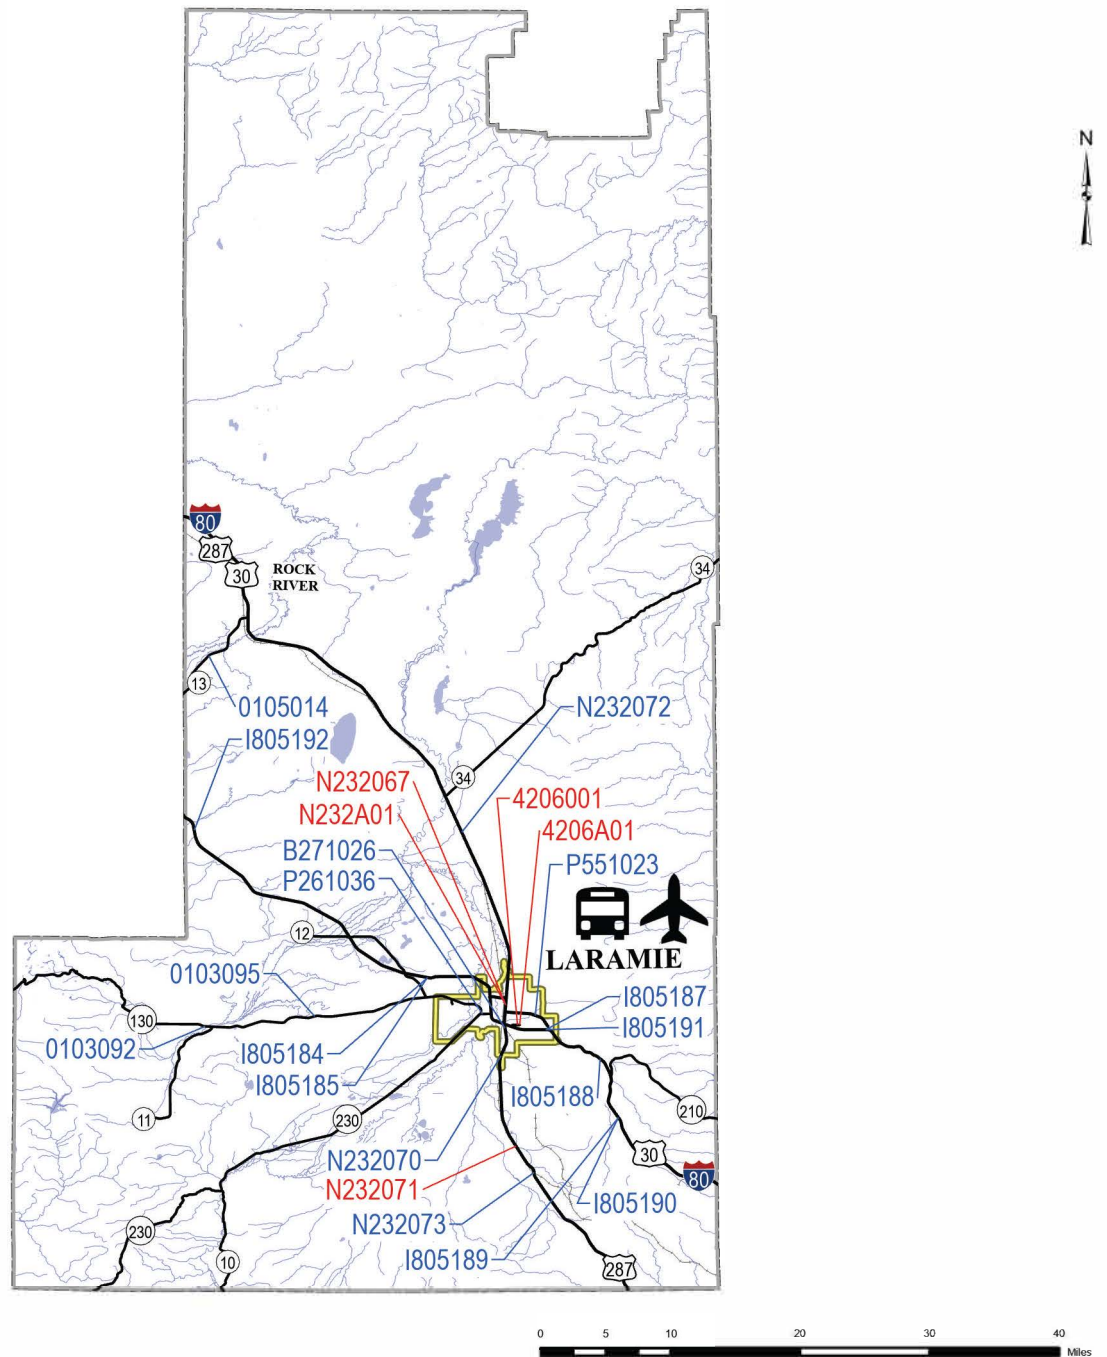 N
80
287
30
ROCK
RIVER
34
13
0105014
N232072
I805192
34
N232067
4206001
N232A01
4206A01
B271026
P551023
P261036
12
LARAMIE
0103095
I805187
130
I805191
0103092
I805184
I805185
I805188
11
230
210
30
N232070
80
N232071
I805190
N232073
230
I805189
10
287
0 5 10 20 30 40
Miles